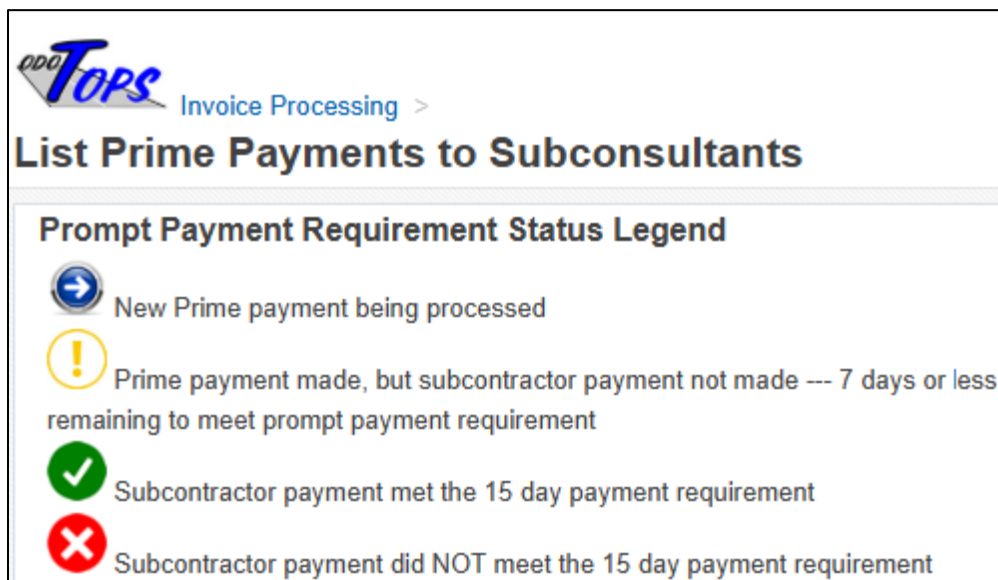 ODOT TOPS
Invoice Processing >
List Prime Payments to Subconsultants
Prompt Payment Requirement Status Legend
New Prime payment being processed
! Prime payment made, but subcontractor payment not made --- 7 days or less
remaining to meet prompt payment requirement
Subcontractor payment met the 15 day payment requirement
Subcontractor payment did NOT meet the 15 day payment requirement